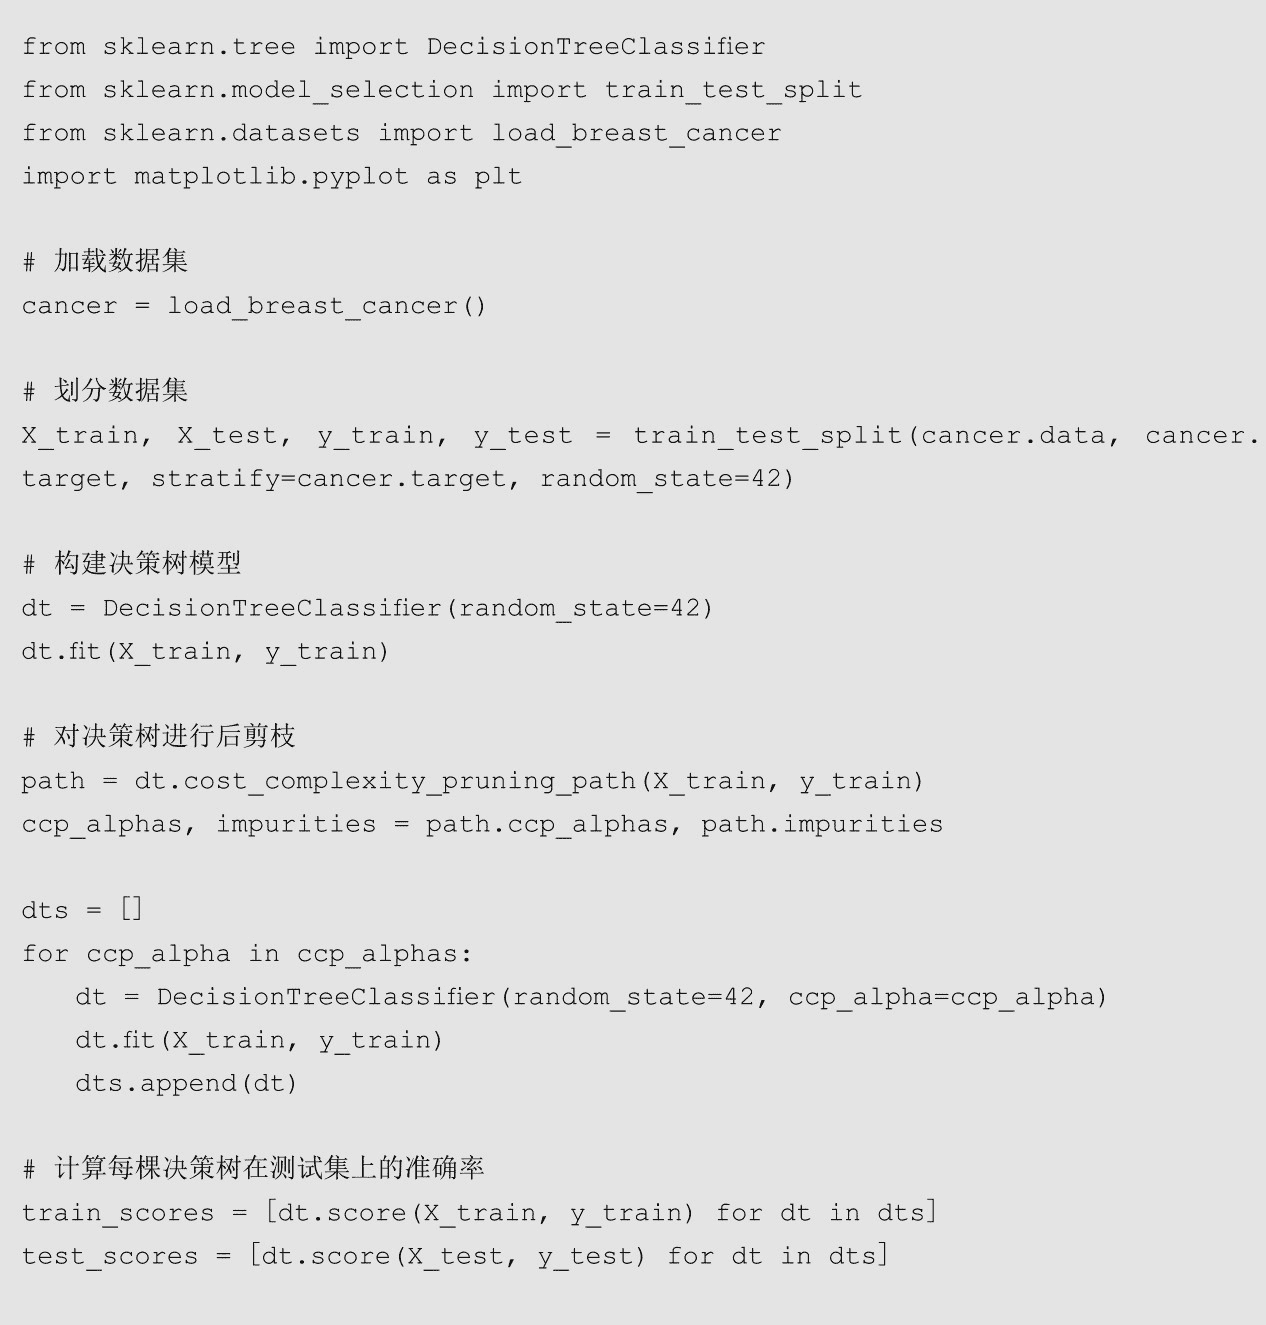 from sklearn.tree import DecisionTreeClassifier
from sklearn.model_selection import train_test_split
from sklearn.datasets import load_breast_cancer
import matplotlib.pyplot as plt
# 加载数据集
cancer = load_breast_cancer()
# 划分数据集
X_train, X_test, y_train, y_test = train_test_split(cancer.data, cancer.
target, stratify=cancer.target, random_state=42)
# 构建决策树模型
dt = DecisionTreeClassifier(random_state=42)
dt.fit(X_train, y_train)
# 对决策树进行后剪枝
path = dt.cost_complexity_pruning_path(X_train, y_train)
ccp_alphas, impurities = path.ccp_alphas, path.impurities
dts = []
for ccp_alpha in ccp_alphas:
    dt = DecisionTreeClassifier(random_state=42, ccp_alpha=ccp_alpha)
    dt.fit(X_train, y_train)
    dts.append(dt)
# 计算每棵决策树在测试集上的准确率
train_scores = [dt.score(X_train, y_train) for dt in dts]
test_scores = [dt.score(X_test, y_test) for dt in dts]